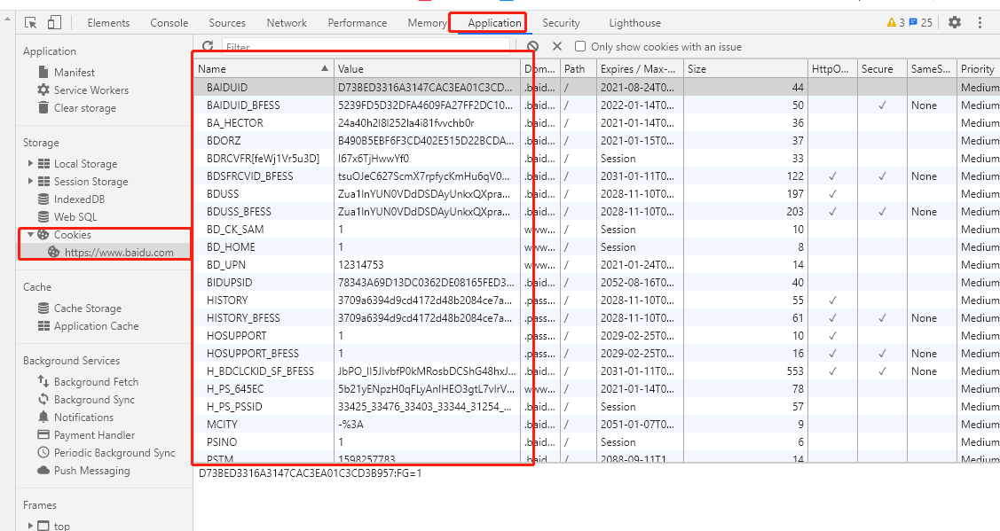 Elements Console Sources Network Performance Memory Application Security Lighthouse 3 25
Application
Manifest
Service Workers
Clear storage
Storage
Local Storage
Session Storage
IndexedDB
Web SQL
Cookies
https://www.baidu.com
Cache
Cache Storage
Application Cache
Background Services
Background Fetch
Background Sync
Notifications
Payment Handler
Periodic Background Sync
Push Messaging
Frames
top
Filter Only show cookies with an issue
Name Value Dom... Path Expires / Max-... Size HttpO... Secure SameS... Priority
BAIDUID D73BED3316A3147CAC3EA01C3CD... .baid... / 2021-08-24T0... 44 Medium
BAIDUID_BFESS 5239FD5D32DFA4609FA27FF2DC10... .baid... / 2022-01-14T0... 50 ✓ None Medium
BA_HECTOR 24a40h2l8l252la4i81fvvchb0r .baid... / 2021-01-14T0... 36 Medium
BDORZ B490B5EBF6F3CD402E515D22BCDA... .baid... / 2021-01-15T0... 37 Medium
BDRCVFR[feWj1Vr5u3D] I67x6TjHwwYf0 .baid... / Session 33 Medium
BDSFRCVID_BFESS tsuOJeC627ScmX7rpfycKmHu6qV0... .baid... / 2031-01-11T0... 122 ✓ ✓ None Medium
BDUSS Zua1lnYUN0VDdDSDAyUnkxQXpra... .baid... / 2028-11-10T0... 197 ✓ Medium
BDUSS_BFESS Zua1lnYUN0VDdDSDAyUnkxQXpra... .baid... / 2028-11-10T0... 203 ✓ ✓ None Medium
BD_CK_SAM 1 www... / Session 10 Medium
BD_HOME 1 www... / Session 8 Medium
BD_UPN 12314753 www... / 2021-01-24T0... 14 Medium
BIDUPSID 78343A69D13DC0362DE08165FED3... .baid... / 2052-08-16T0... 40 Medium
HISTORY 3709a6394d9cd4172d48b2084ce7a... .pass... / 2028-11-10T0... 55 ✓ Medium
HISTORY_BFESS 3709a6394d9cd4172d48b2084ce7a... .pass... / 2028-11-10T0... 61 ✓ ✓ None Medium
HOSUPPORT 1 .pass... / 2029-02-25T0... 10 ✓ Medium
HOSUPPORT_BFESS 1 .pass... / 2029-02-25T0... 16 ✓ ✓ None Medium
H_BDCLCKID_SF_BFESS JbPO_II5JIvbfP0kMRosbDCShG48hxJ... .baid... / 2031-01-11T0... 553 ✓ ✓ None Medium
H_PS_645EC 5b21yENpzH0qFLyAnIHEO3gtL7vIrV... www... / 2021-01-14T0... 78 Medium
H_PS_PSSID 33425_33476_33403_33344_31254_... .baid... / Session 57 Medium
MCITY -%3A .baid... / 2051-01-07T0... 9 Medium
PSINO 1 .baid... / Session 6 Medium
PSTM 1598257783 .baid... / 2088-09-11T1... 14 Medium
D73BED3316A3147CAC3EA01C3CD3B957:FG=1